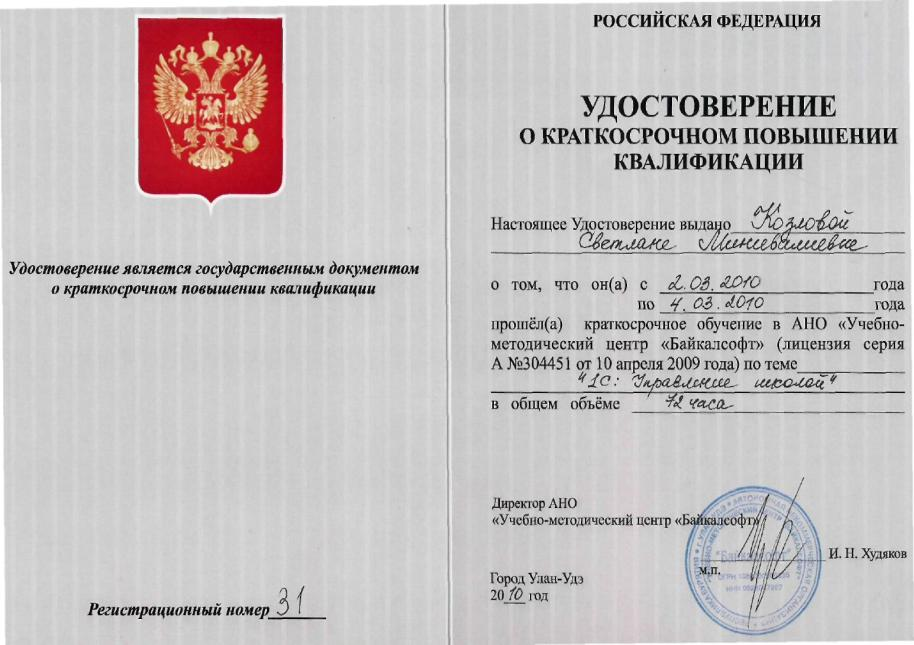 Удостоверение является государственным документом
о краткосрочном повышении квалификации
Регистрационный номер 31
РОССИЙСКАЯ ФЕДЕРАЦИЯ
УДОСТОВЕРЕНИЕ
О КРАТКОСРОЧНОМ ПОВЫШЕНИИ
КВАЛИФИКАЦИИ
Настоящее Удостоверение выдано Козловой
Светлане Минивалиевне
о том, что он(а) с 2.03.2010 года
по 4.03.2010 года
прошёл(а) краткосрочное обучение в АНО «Учебно-
методический центр «Байкалсофт» (лицензия серия
А №304451 от 10 апреля 2009 года) по теме
"1С: Управление школой"
в общем объёме 72 часа
Директор АНО
«Учебно-методический центр «Байкалсофт»
И. Н. Худяков
м.п.
Город Улан-Удэ
2010 год
"Байкалсофт"